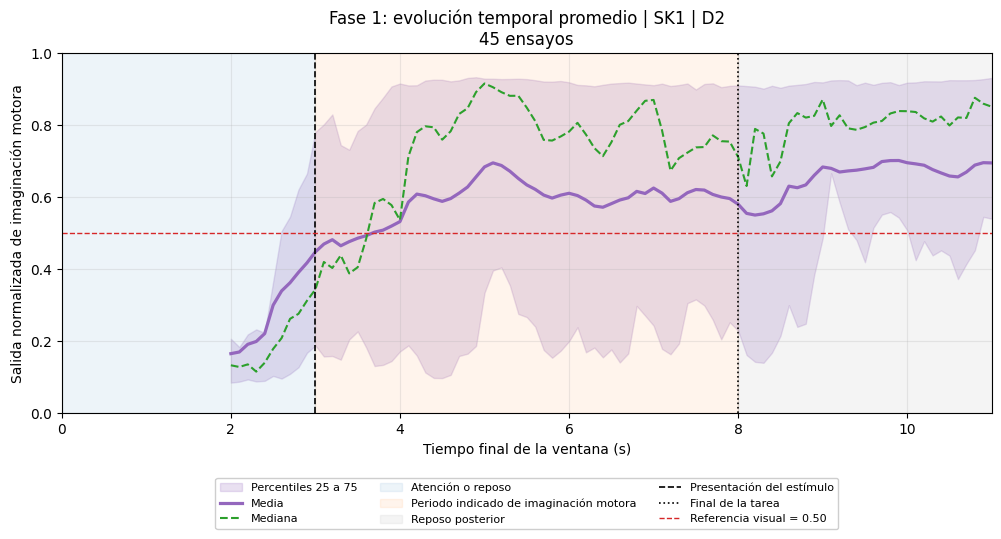 Fase 1: evolución temporal promedio | SK1 | D2
45 ensayos
Salida normalizada de imaginación motora
1.0
0.8
0.6
0.4
0.2
0.0
0 2 4 6 8 10
Tiempo final de la ventana (s)
Percentiles 25 a 75
Media
Mediana
Atención o reposo
Periodo indicado de imaginación motora
Reposo posterior
Presentación del estímulo
Final de la tarea
Referencia visual = 0.50